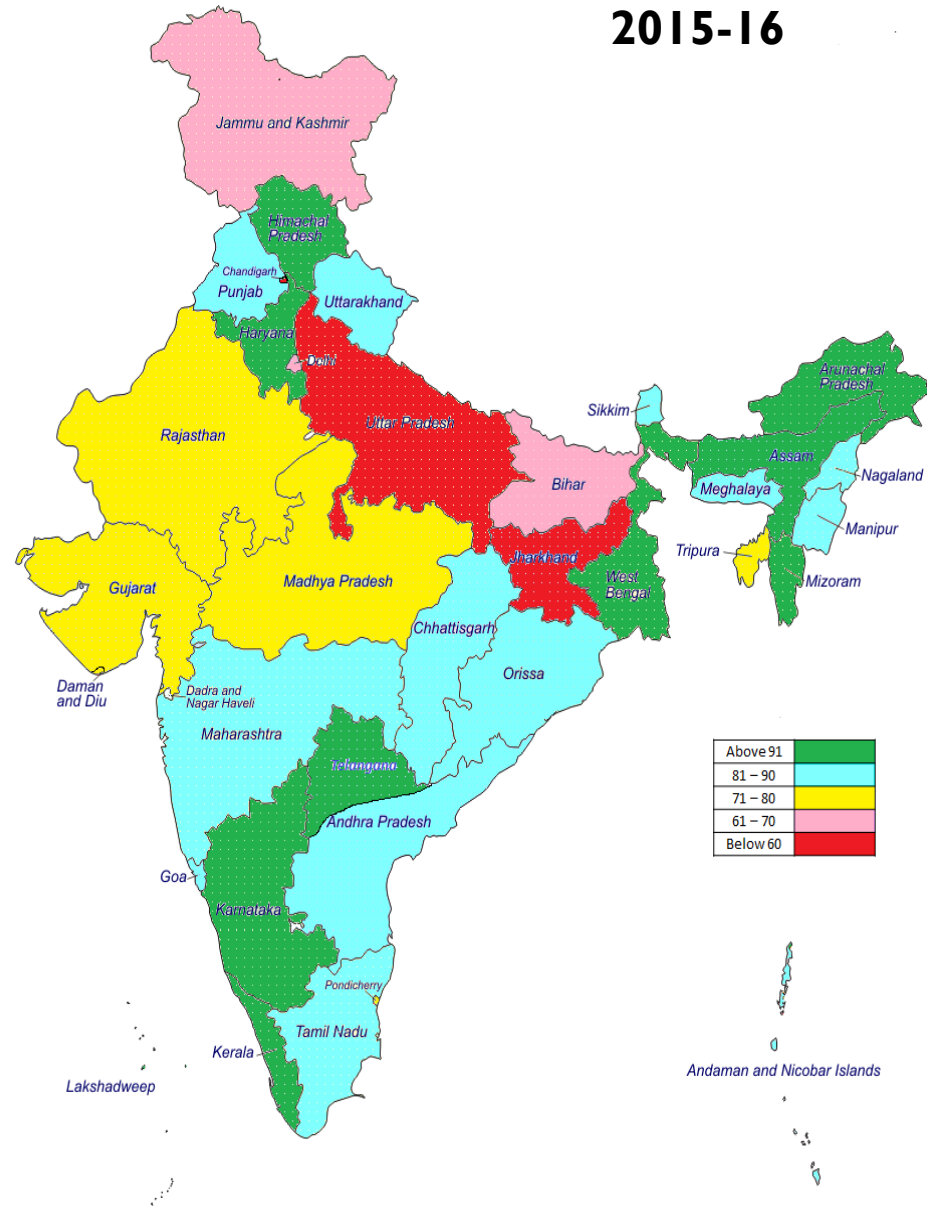 2015-16
Jammu and Kashmir
Himachal
Pradesh
Chandigarh
Punjab
Uttarakhand
Haryana
Delhi
Arunachal
Pradesh
Sikkim
Rajasthan
Uttar Pradesh
Assam
Bihar
Meghalaya
Nagaland
Manipur
Tripura
Jharkhand
Mizoram
Gujarat
Madhya Pradesh
West
Bengal
Chhattisgarh
Orissa
Daman
and Diu
Dadra and
Nagar Haveli
Maharashtra
Telangana
Above 91
81 – 90
71 – 80
61 – 70
Below 60
Andhra Pradesh
Goa
Karnataka
Pondicherry
Tamil Nadu
Kerala
Lakshadweep
Andaman and Nicobar Islands